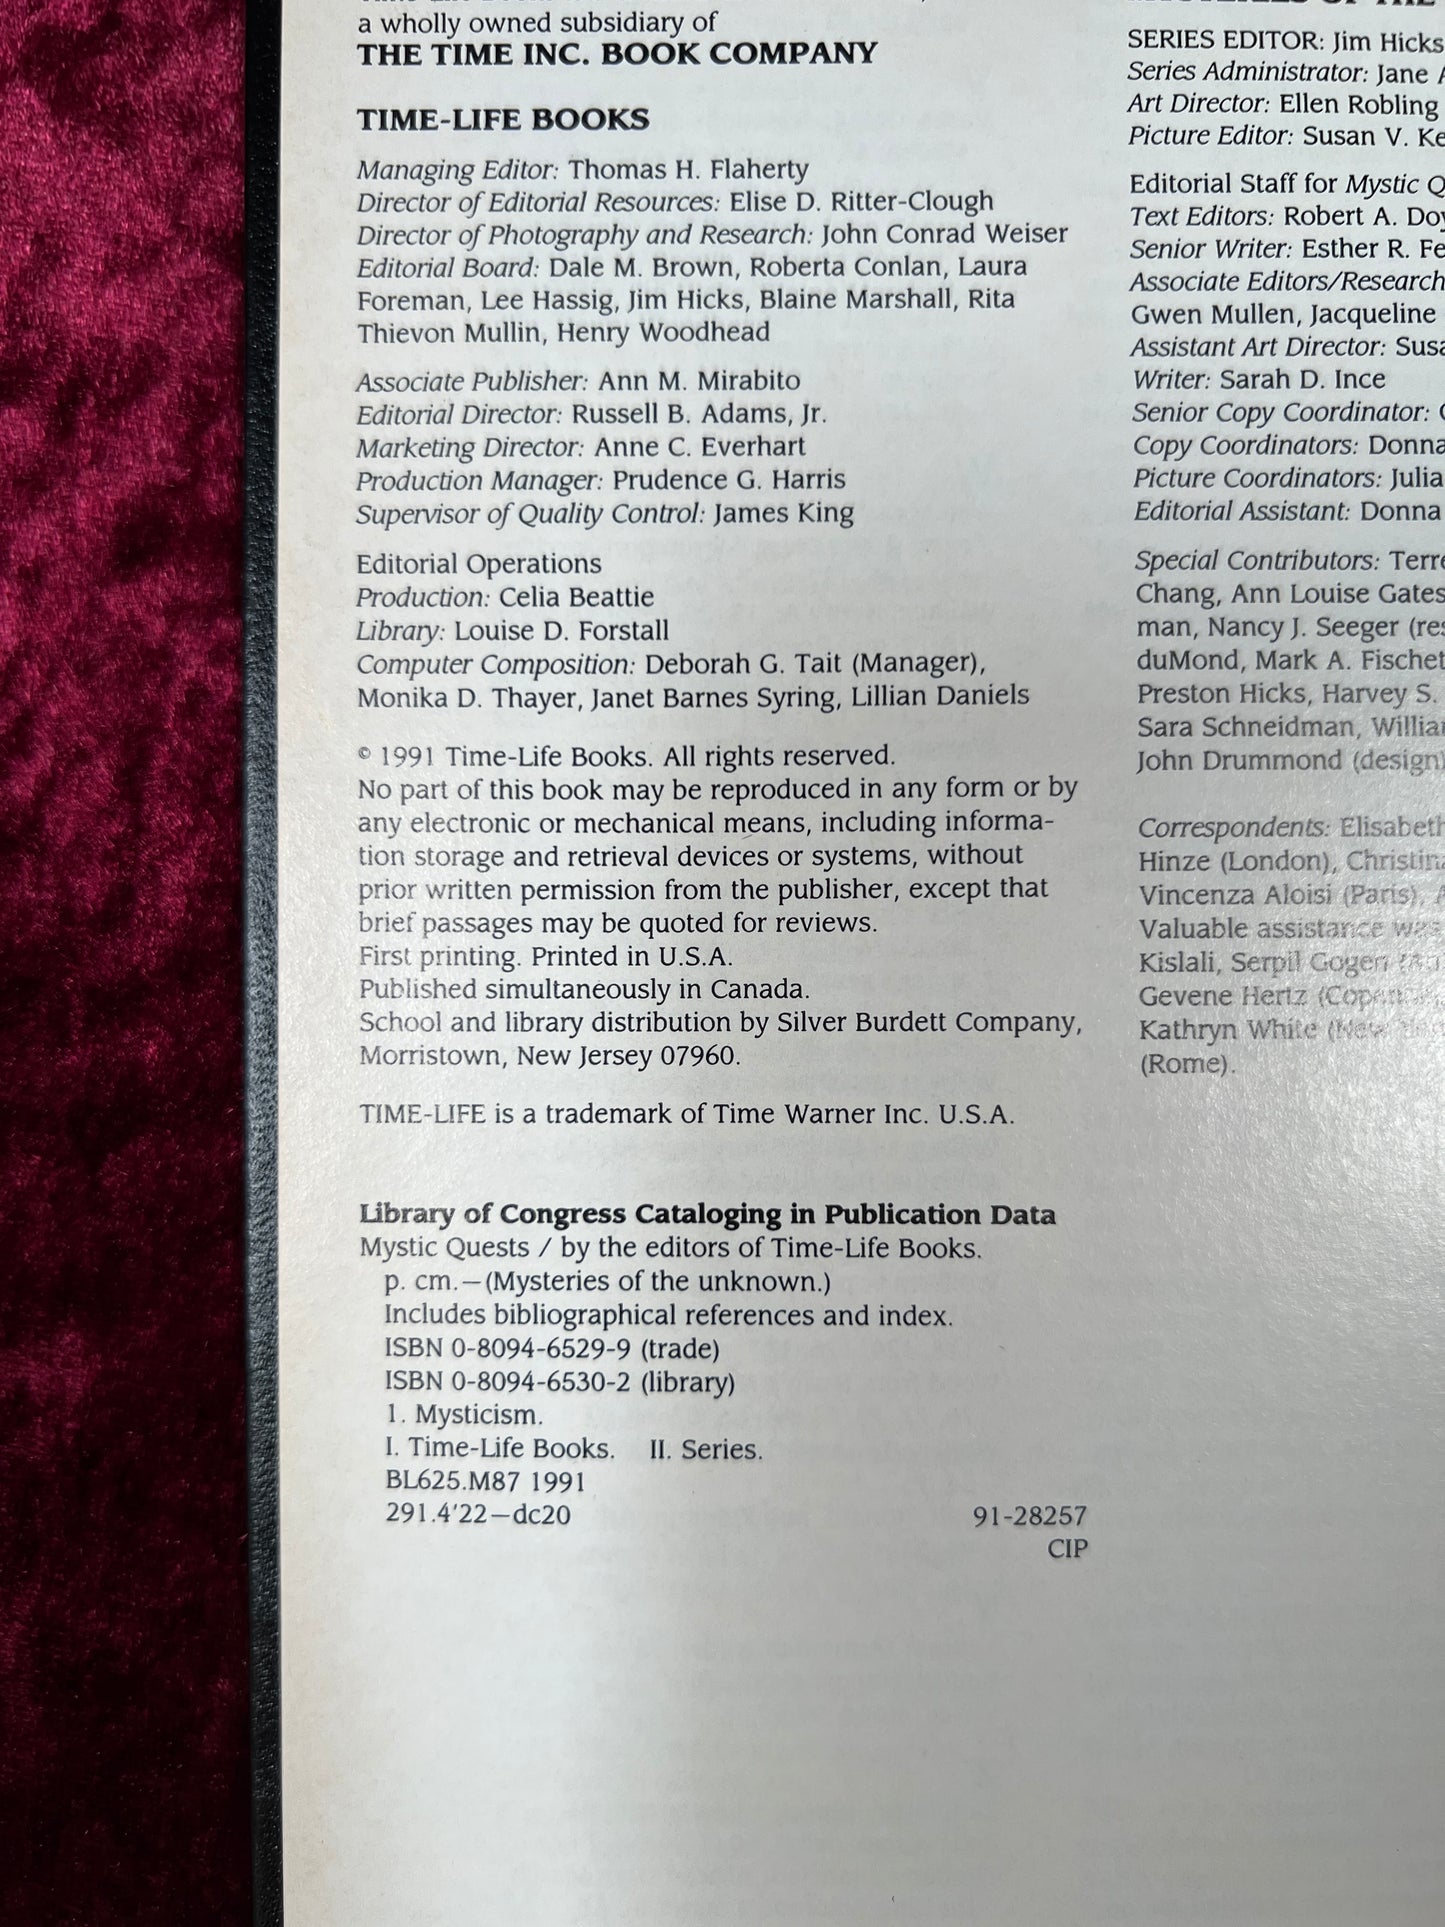 a wholly owned subsidiary of
THE TIME INC. BOOK COMPANY
TIME-LIFE BOOKS
Managing Editor: Thomas H. Flaherty
Director of Editorial Resources: Elise D. Ritter-Clough
Director of Photography and Research: John Conrad Weiser
Editorial Board: Dale M. Brown, Roberta Conlan, Laura
Foreman, Lee Hassig, Jim Hicks, Blaine Marshall, Rita
Thievon Mullin, Henry Woodhead
Associate Publisher: Ann M. Mirabito
Editorial Director: Russell B. Adams, Jr.
Marketing Director: Anne C. Everhart
Production Manager: Prudence G. Harris
Supervisor of Quality Control: James King
Editorial Operations
Production: Celia Beattie
Library: Louise D. Forstall
Computer Composition: Deborah G. Tait (Manager),
Monika D. Thayer, Janet Barnes Syring, Lillian Daniels
© 1991 Time-Life Books. All rights reserved.
No part of this book may be reproduced in any form or by
any electronic or mechanical means, including informa-
tion storage and retrieval devices or systems, without
prior written permission from the publisher, except that
brief passages may be quoted for reviews.
First printing. Printed in U.S.A.
Published simultaneously in Canada.
School and library distribution by Silver Burdett Company,
Morristown, New Jersey 07960.
TIME-LIFE is a trademark of Time Warner Inc. U.S.A.
Library of Congress Cataloging in Publication Data
Mystic Quests / by the editors of Time-Life Books.
p. cm.—(Mysteries of the unknown.)
Includes bibliographical references and index.
ISBN 0-8094-6529-9 (trade)
ISBN 0-8094-6530-2 (library)
1. Mysticism.
I. Time-Life Books. II. Series.
BL625.M87 1991
291.4'22—dc20 91-28257
CIP
SERIES EDITOR: Jim Hicks
Series Administrator: Jane
Art Director: Ellen Robling
Picture Editor: Susan V.
Editorial Staff for Mystic
Text Editors: Robert A.
Senior Writer: Esther R.
Associate Editors/Research
Gwen Mullen, Jacqueline
Assistant Art Director:
Writer: Sarah D. Ince
Senior Copy Coordinator:
Copy Coordinators: Donna
Picture Coordinators:
Editorial Assistant: Donna
Special Contributors:
Chang, Ann Louise Gates
man, Nancy J. Seeger
duMond, Mark A.
Preston Hicks, Harvey S.
Sara Schneidman,
John Drummond (design)
Correspondents: Elisabeth
Hinze (London),
Vincenza Aloisi (Paris),
Valuable assistance was
Kislali, Serpil Gogen
Gevene Hertz
Kathryn White (New
(Rome).